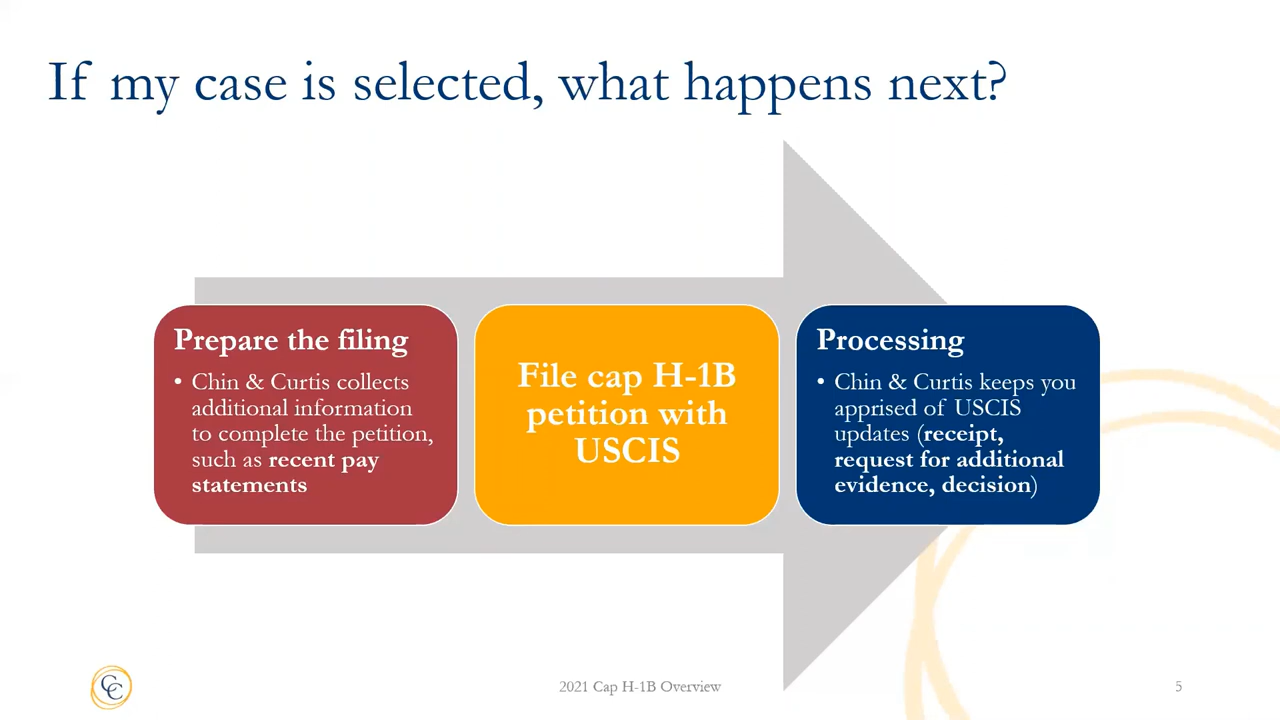 If my case is selected, what happens next?
Prepare the filing
• Chin & Curtis collects
additional information
to complete the petition,
such as recent pay
statements
File cap H-1B
petition with
USCIS
Processing
• Chin & Curtis keeps you
apprised of USCIS
updates (receipt,
request for additional
evidence, decision)
CC
2021 Cap H-1B Overview
5